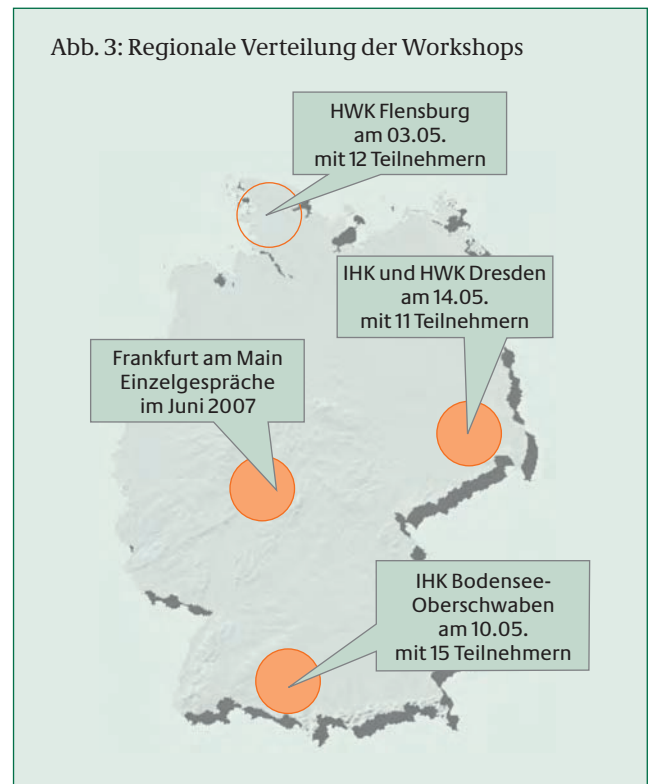 Abb. 3: Regionale Verteilung der Workshops
HWK Flensburg
am 03.05.
mit 12 Teilnehmern
IHK und HWK Dresden
am 14.05.
mit 11 Teilnehmern
Frankfurt am Main
Einzelgespräche
im Juni 2007
IHK Bodensee-
Oberschwaben
am 10.05.
mit 15 Teilnehmern